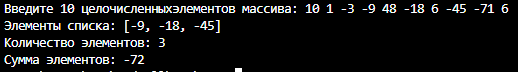 Введите 10 целочисленныхэлементов массива: 10 1 -3 -9 48 -18 6 -45 -71 6
Элементы списка: [-9, -18, -45]
Количество элементов: 3
Сумма элементов: -72